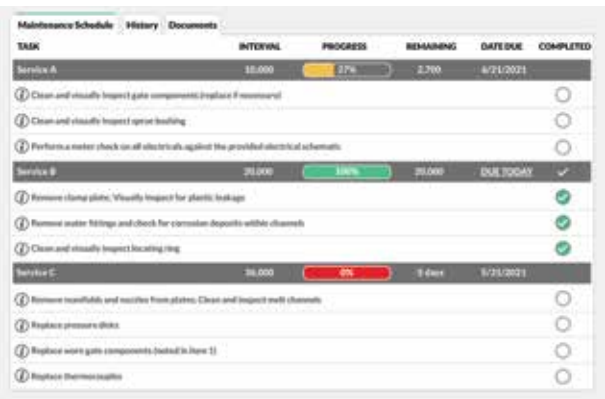 Maintenance Schedule History Documents
TASK INTERVAL PROGRESS REMAINING DATE DUE COMPLETED
Service A 10,000 27% 2,700 4/21/2021
Clean and visually inspect gate components (replace if necessary)
Clean and visually inspect sprue bushing
Perform a meter check on all electricals against the provided electrical schematic
Service B 20,000 100% 20,000 DUE TODAY
Remove clamp plate; Visually inspect for plastic leakage
Remove water fittings and check for corrosion deposits within channels
Clean and visually inspect locating ring
Service C 36,000 0% 0 days 5/21/2021
Remove manifolds and nozzles from plates; Clean and inspect melt channels
Replace pressure disks
Replace worn gate components (noted in item 1)
Replace thermocouples